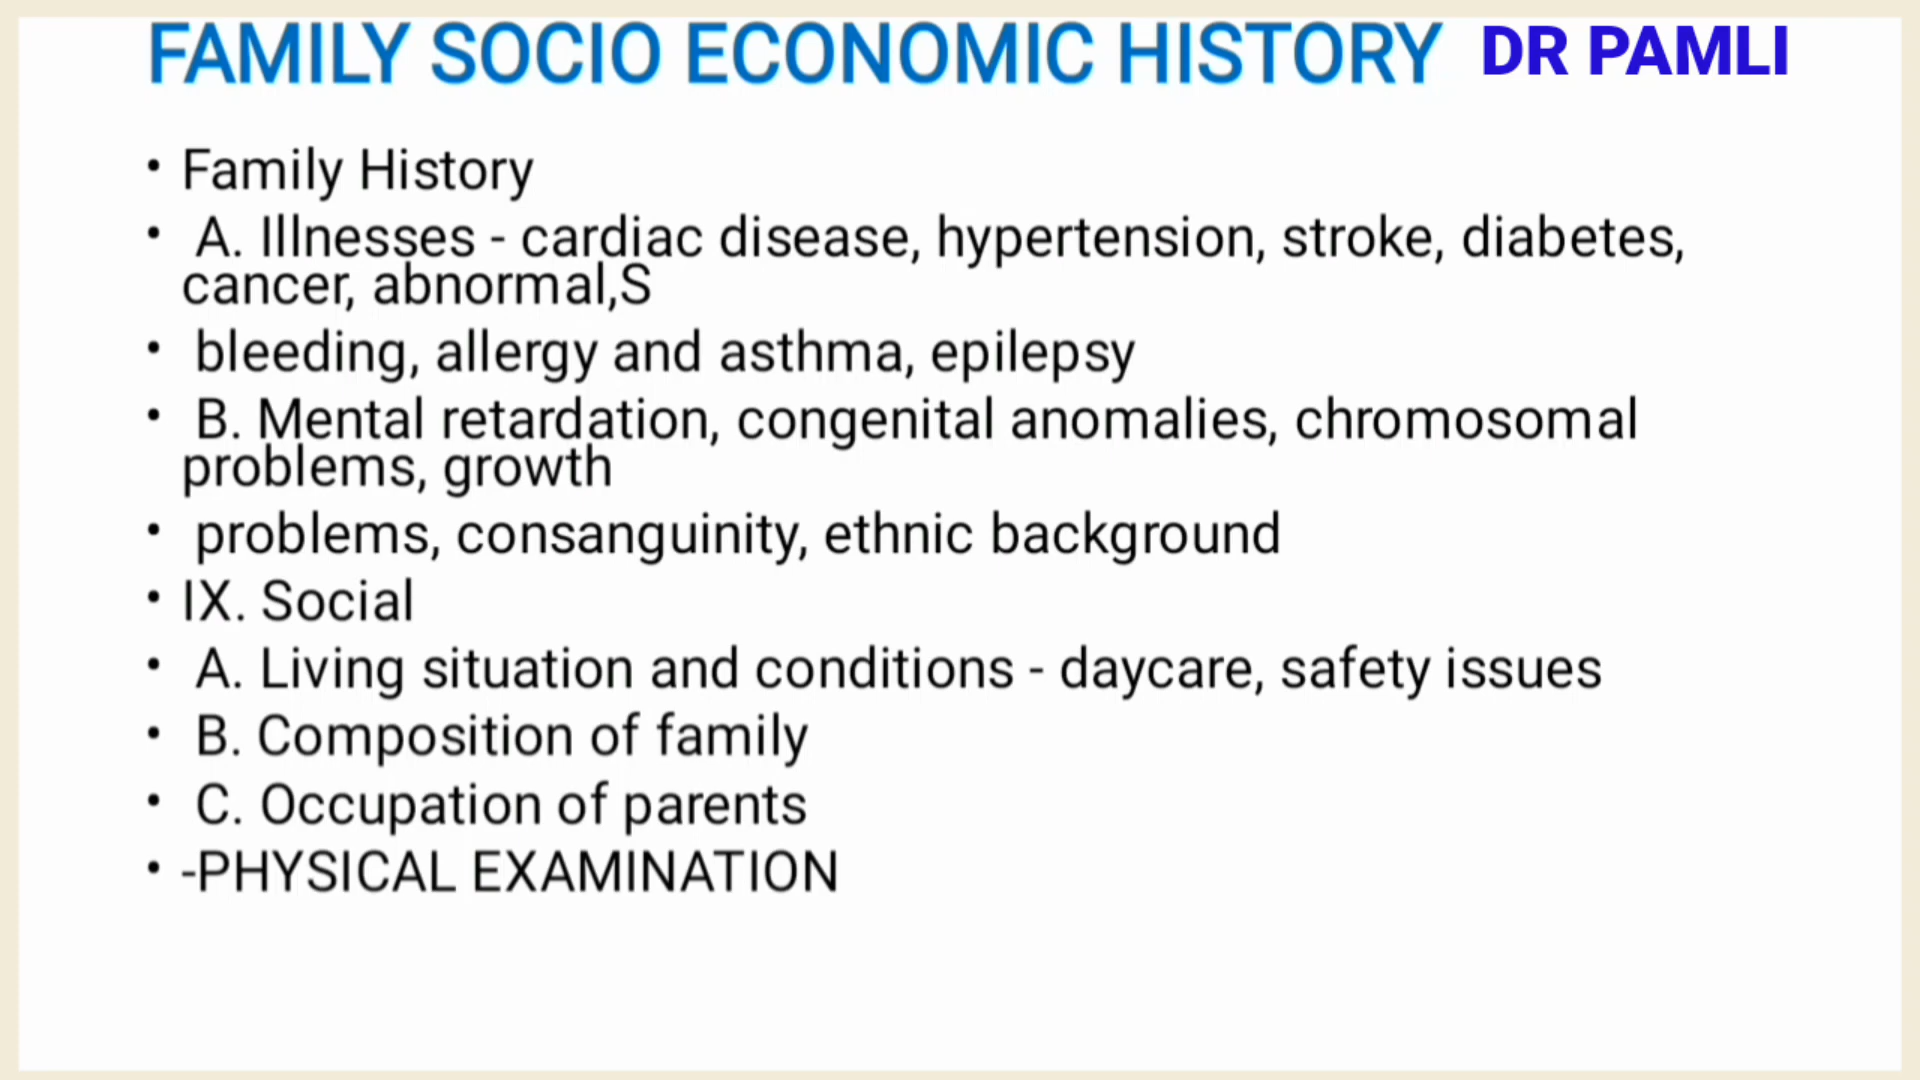 FAMILY SOCIO ECONOMIC HISTORY DR PAMLI
• Family History
• A. Illnesses - cardiac disease, hypertension, stroke, diabetes,
cancer, abnormal,S
• bleeding, allergy and asthma, epilepsy
• B. Mental retardation, congenital anomalies, chromosomal
problems, growth
• problems, consanguinity, ethnic background
• IX. Social
• A. Living situation and conditions - daycare, safety issues
• B. Composition of family
• C. Occupation of parents
• -PHYSICAL EXAMINATION